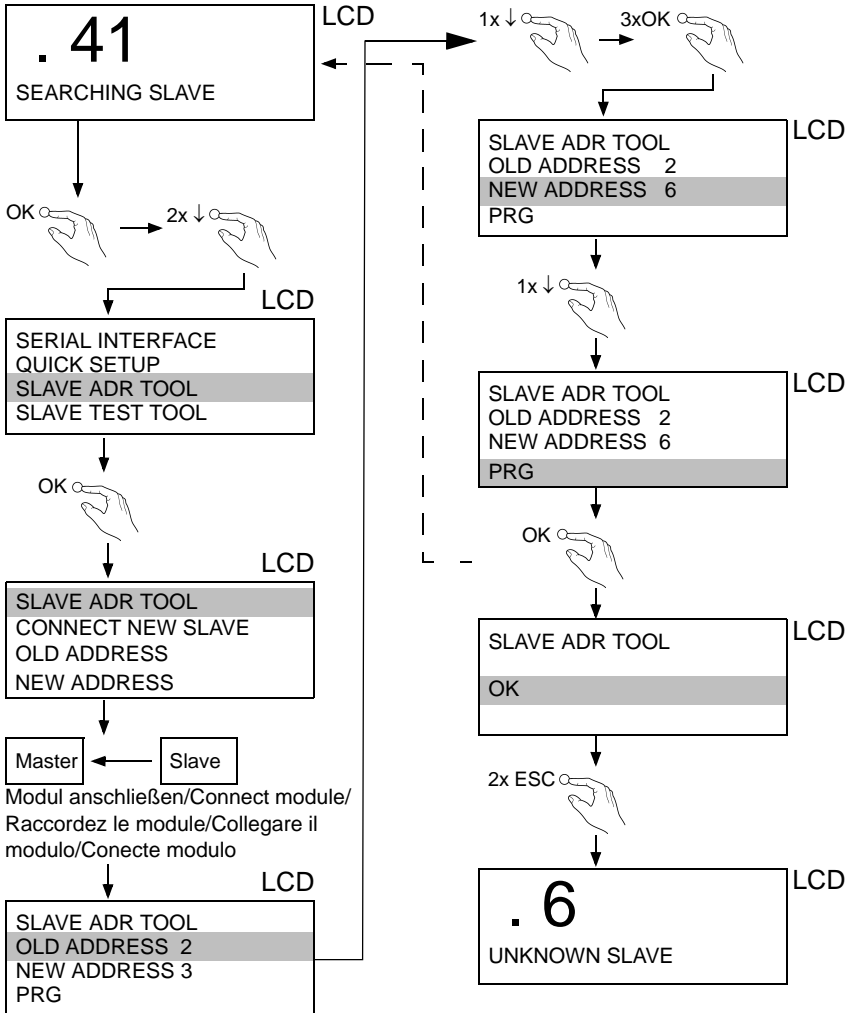 . 41
SEARCHING SLAVE
LCD
OK
2x ↓
LCD
SERIAL INTERFACE
QUICK SETUP
SLAVE ADR TOOL
SLAVE TEST TOOL
OK
LCD
SLAVE ADR TOOL
CONNECT NEW SLAVE
OLD ADDRESS
NEW ADDRESS
Master
Slave
Modul anschließen/Connect module/
Raccordez le module/Collegare il
modulo/Conecte modulo
LCD
SLAVE ADR TOOL
OLD ADDRESS 2
NEW ADDRESS 3
PRG
1x ↓
3xOK
LCD
SLAVE ADR TOOL
OLD ADDRESS 2
NEW ADDRESS 6
PRG
1x ↓
LCD
SLAVE ADR TOOL
OLD ADDRESS 2
NEW ADDRESS 6
PRG
OK
LCD
SLAVE ADR TOOL
OK
2x ESC
LCD
. 6
UNKNOWN SLAVE